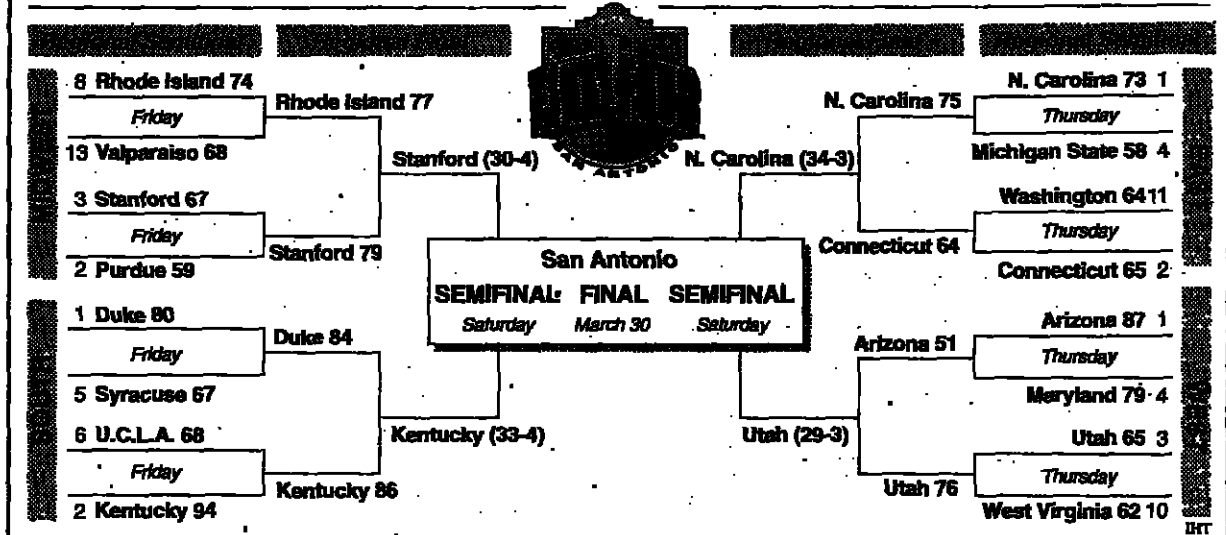 8 Rhode Island 74
Friday
13 Valparaiso 68
Rhode Island 77
3 Stanford 67
Friday
2 Purdue 59
Stanford 79
Stanford (30-4)
1 Duke 80
Friday
5 Syracuse 67
Duke 84
6 U.C.L.A. 68
Friday
2 Kentucky 94
Kentucky 86
Kentucky (33-4)
SAN ANTONIO
San Antonio
SEMIFINAL FINAL SEMIFINAL
Saturday March 30 Saturday
N. Carolina (34-3)
N. Carolina 75
N. Carolina 73 1
Thursday
Michigan State 58 4
Connecticut 64
Washington 64 11
Thursday
Connecticut 65 2
Utah (29-3)
Arizona 51
Arizona 87 1
Thursday
Maryland 79 4
Utah 76
Utah 65 3
Thursday
West Virginia 62 10
IHT